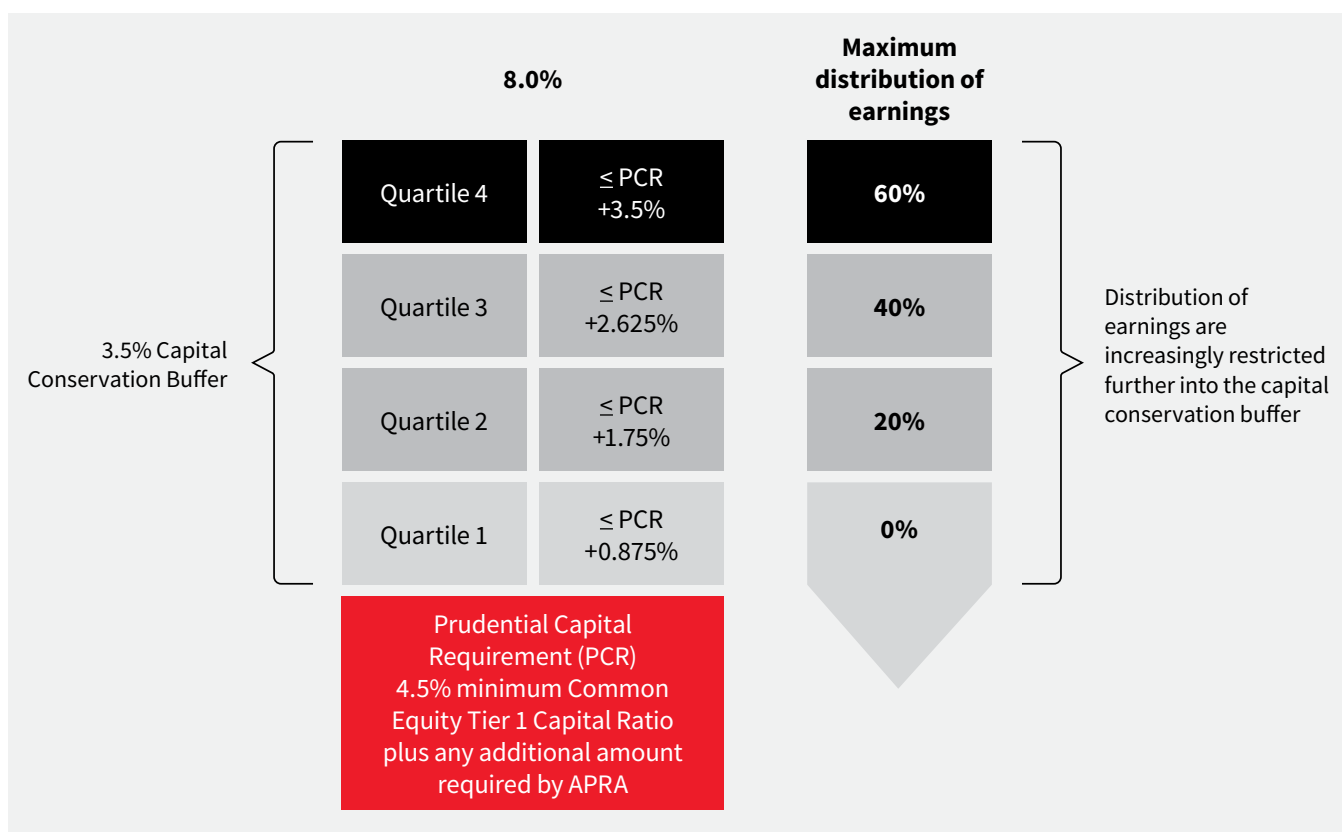 8.0%
Maximum
distribution of
earnings
3.5% Capital
Conservation Buffer
Quartile 4
≤ PCR
+3.5%
60%
Quartile 3
≤ PCR
+2.625%
40%
Quartile 2
≤ PCR
+1.75%
20%
Quartile 1
≤ PCR
+0.875%
0%
Distribution of
earnings are
increasingly restricted
further into the capital
conservation buffer
Prudential Capital
Requirement (PCR)
4.5% minimum Common
Equity Tier 1 Capital Ratio
plus any additional amount
required by APRA